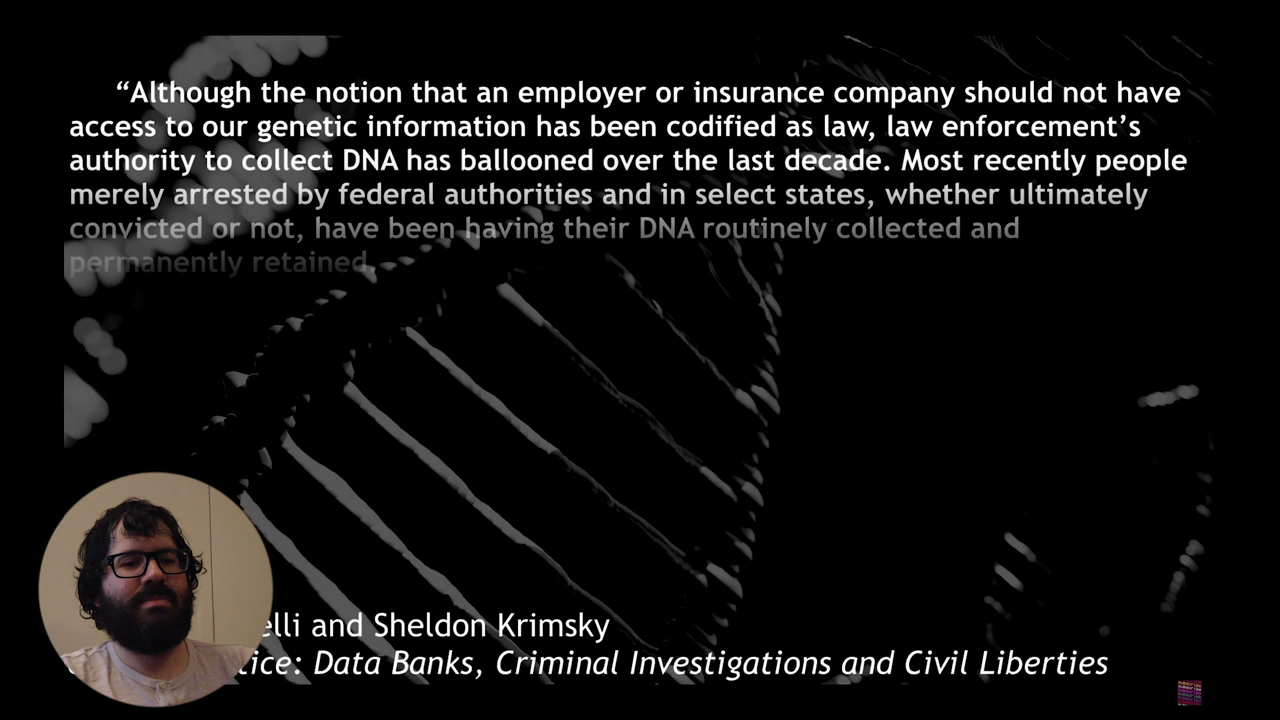 “Although the notion that an employer or insurance company should not have
access to our genetic information has been codified as law, law enforcement’s
authority to collect DNA has ballooned over the last decade. Most recently people
merely arrested by federal authorities and in select states, whether ultimately
convicted or not, have been having their DNA routinely collected and
permanently retained.
elli and Sheldon Krimsky
tice: Data Banks, Criminal Investigations and Civil Liberties